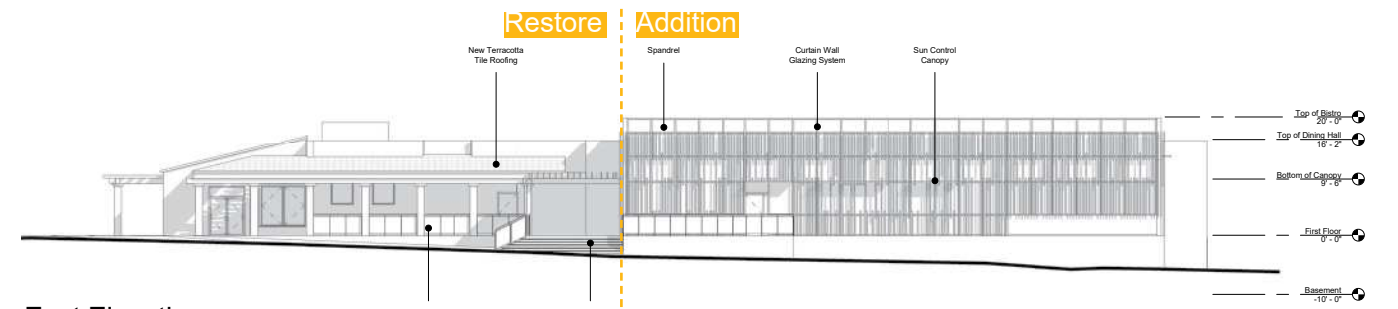 Restore Addition
New Terracotta
Tile Roofing
Spandrel
Curtain Wall
Glazing System
Sun Control
Canopy
Top of Bistro
20' - 0"
Top of Dining Hall
16' - 2"
Bottom of Canopy
9' - 6"
First Floor
0' - 0"
Basement
-10' - 0"